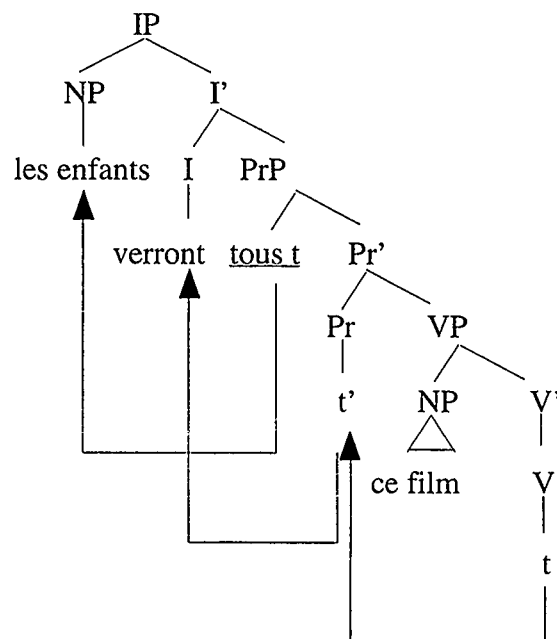 IP
NP I'
les enfants I PrP
verront tous t Pr'
Pr VP
t' NP V'
ce film V
t